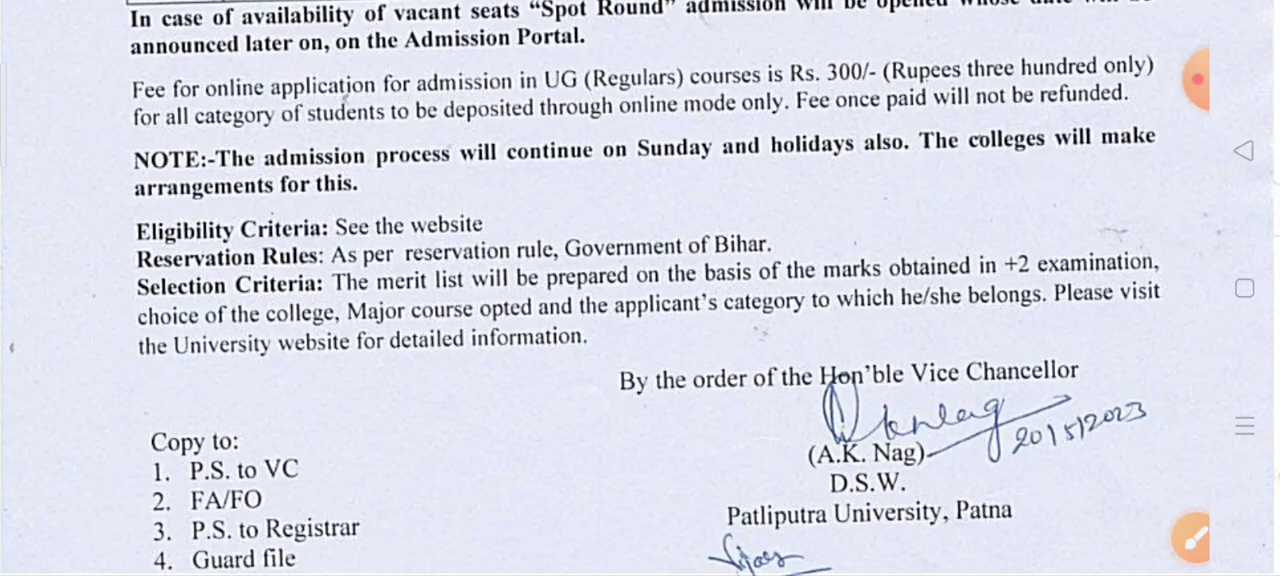 In case of availability of vacant seats “Spot Round” admission will be opened whose date will be
announced later on, on the Admission Portal.
Fee for online application for admission in UG (Regulars) courses is Rs. 300/- (Rupees three hundred only)
for all category of students to be deposited through online mode only. Fee once paid will not be refunded.
NOTE:-The admission process will continue on Sunday and holidays also. The colleges will make
arrangements for this.
Eligibility Criteria: See the website
Reservation Rules: As per reservation rule, Government of Bihar.
Selection Criteria: The merit list will be prepared on the basis of the marks obtained in +2 examination,
choice of the college, Major course opted and the applicant’s category to which he/she belongs. Please visit
the University website for detailed information.
By the order of the Hon’ble Vice Chancellor
20/5/2023
(A.K. Nag)
D.S.W.
Patliputra University, Patna
Copy to:
1. P.S. to VC
2. FA/FO
3. P.S. to Registrar
4. Guard file